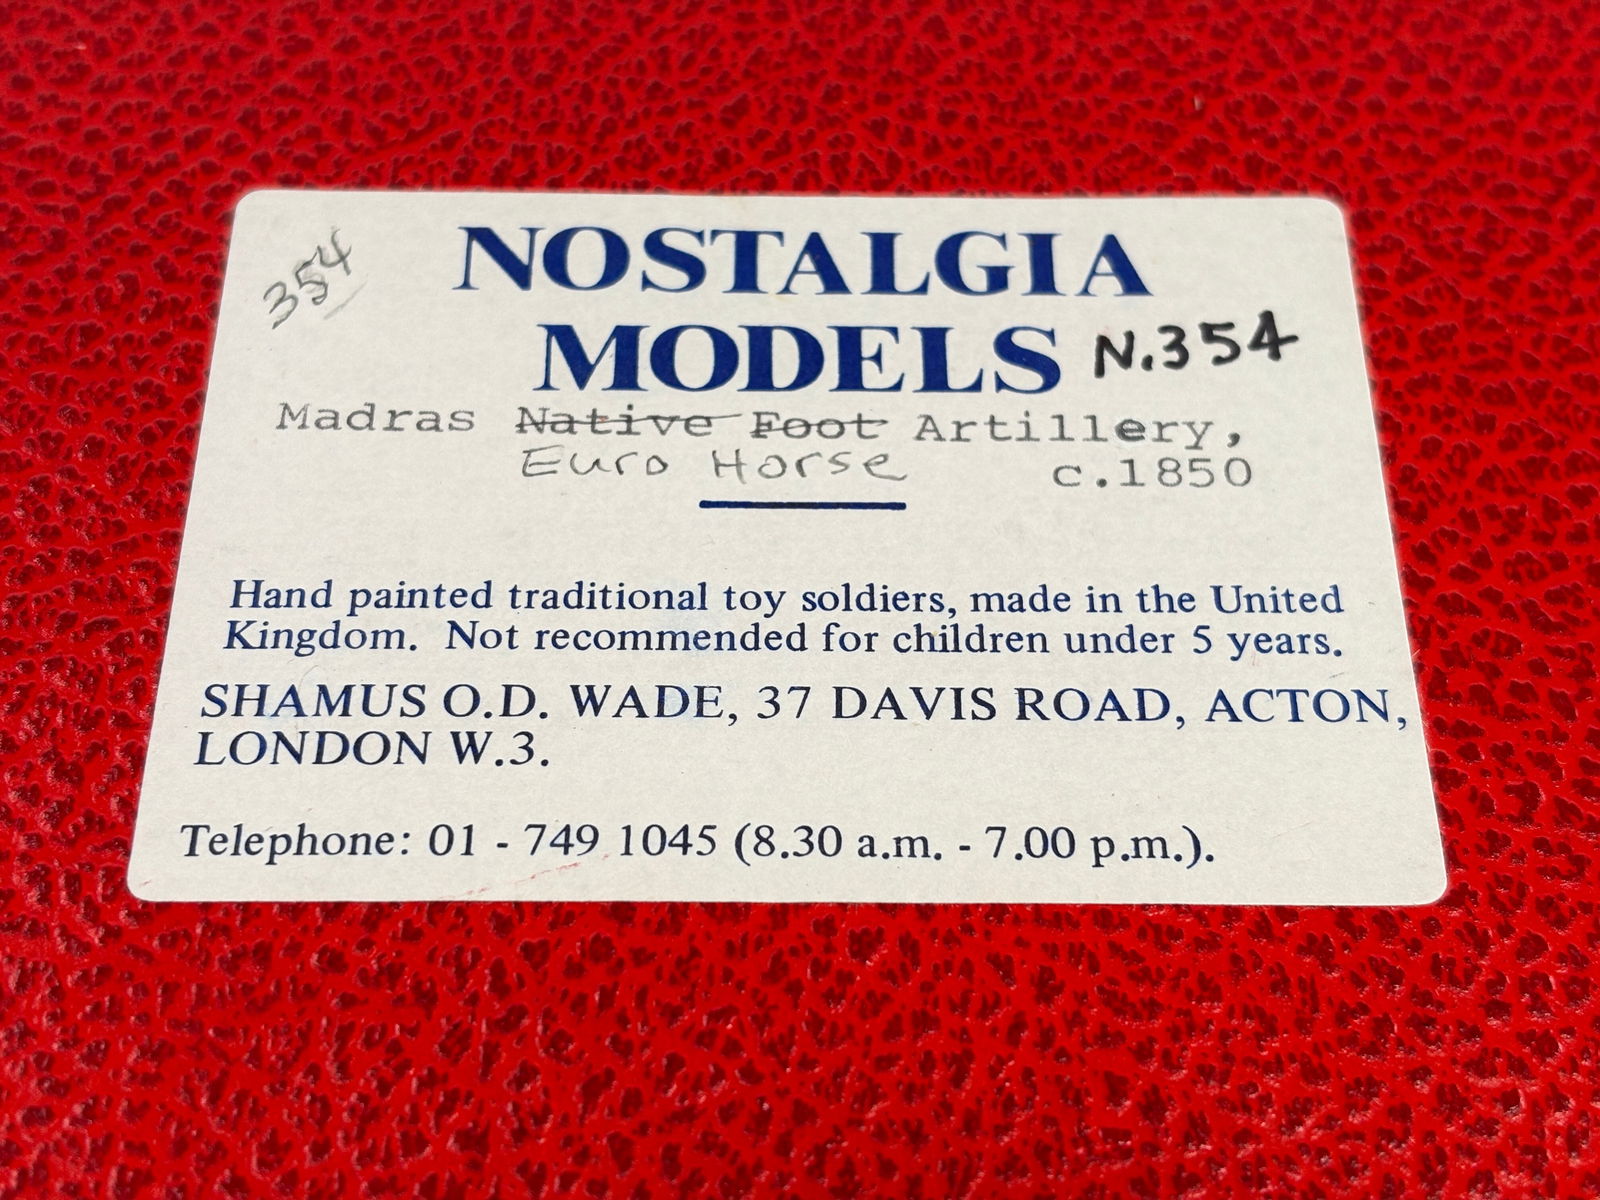 354
NOSTALGIA
MODELS N.354
Madras Native Foot Artillery,
Euro Horse c.1850
Hand painted traditional toy soldiers, made in the United
Kingdom. Not recommended for children under 5 years.
SHAMUS O.D. WADE, 37 DAVIS ROAD, ACTON,
LONDON W.3.
Telephone: 01 - 749 1045 (8.30 a.m. - 7.00 p.m.).